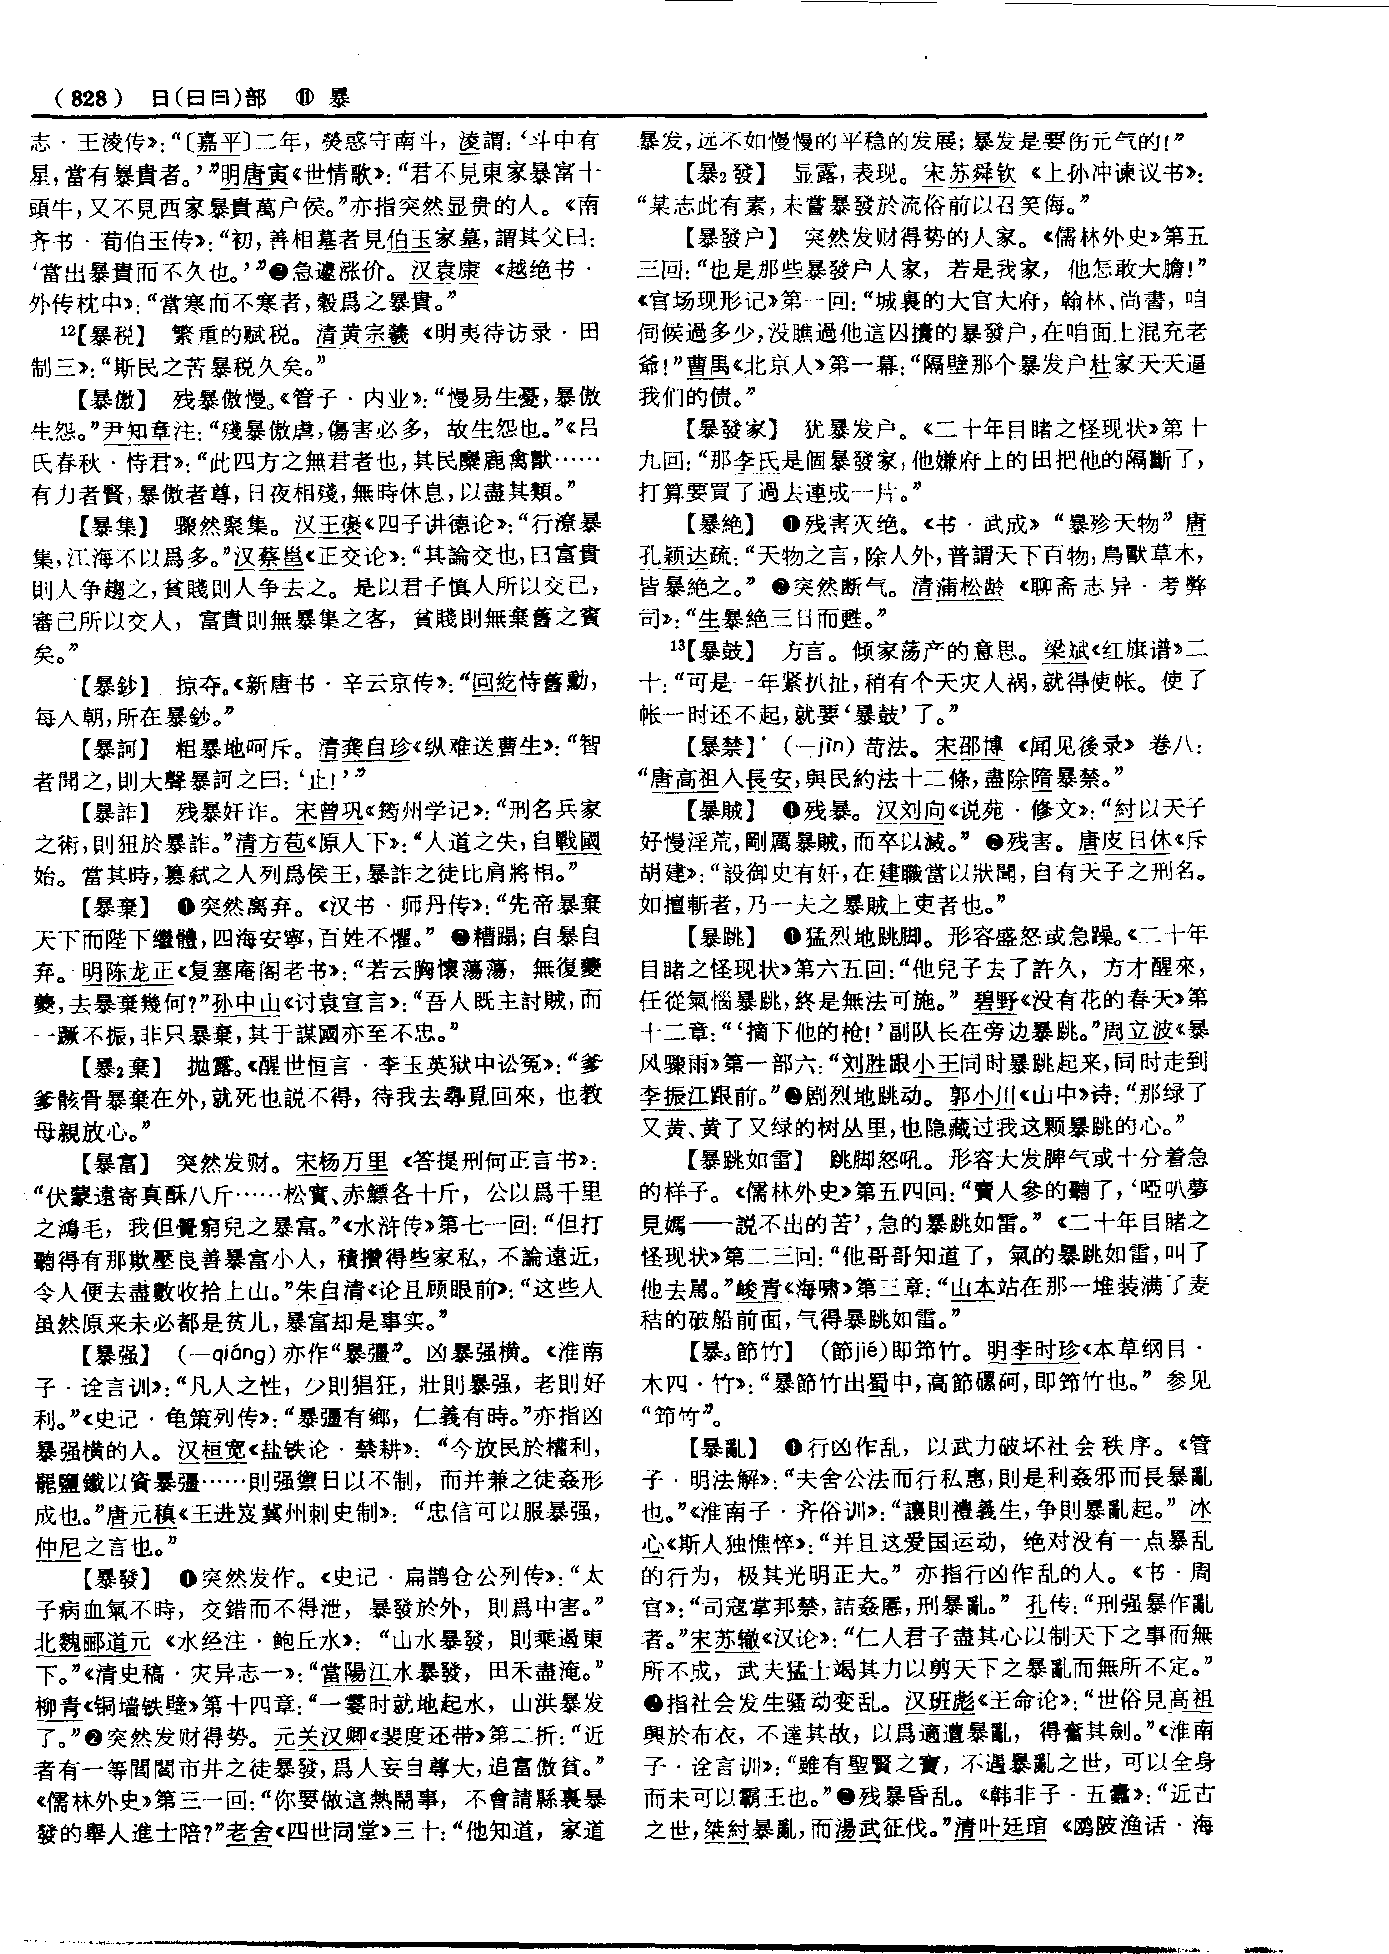 (828) 日(曰冃)部 ⑪ 暴
志·王淩传》：“〔嘉平〕二年，熒惑守南斗，淩謂：‘斗中有
星，當有暴貴者。’”明唐寅《世情歌》：“君不見東家暴富十
頭牛，又不見西家暴貴萬户侯。”亦指突然显贵的人。《南
齐书·荀伯玉传》：“初，善相墓者見伯玉家墓，謂其父曰：
‘當出暴貴而不久也。’”❷急遽涨价。汉袁康《越绝书·
外传枕中》：“當寒而不寒者，穀爲之暴貴。”
12【暴税】 繁重的赋税。清黄宗羲《明夷待访录·田
制三》：“斯民之苦暴税久矣。”
【暴傲】 残暴傲慢。《管子·内业》：“慢易生憂，暴傲
生怨。”尹知章注：“殘暴傲虐，傷害必多，故生怨也。”《吕
氏春秋·恃君》：“此四方之無君者也，其民麋鹿禽獸……
有力者賢，暴傲者尊，日夜相殘，無時休息，以盡其類。”
【暴集】 骤然聚集。汉王褒《四子讲德论》：“行潦暴
集，江海不以爲多。”汉蔡邕《正交论》：“其論交也，曰富貴
則人争趨之，貧賤則人争去之。是以君子慎人所以交己，
審己所以交人，富貴則無暴集之客，貧賤則無棄舊之賓
矣。”
【暴鈔】 掠夺。《新唐书·辛云京传》：“回紇恃舊勳，
每入朝，所在暴鈔。”
【暴訶】 粗暴地呵斥。清龚自珍《纵难送曹生》：“智
者聞之，則大聲暴訶之曰：‘止！’”
【暴詐】 残暴奸诈。宋曾巩《筠州学记》：“刑名兵家
之術，則狃於暴詐。”清方苞《原人下》：“人道之失，自戰國
始。當其時，篡弑之人列爲侯王，暴詐之徒比肩將相。”
【暴棄】 ❶突然离弃。《汉书·师丹传》：“先帝暴棄
天下而陛下繼體，四海安寧，百姓不懼。” ❷糟蹋；自暴自
弃。明陈龙正《复塞庵阁老书》：“若云胸懷蕩蕩，無復夔
夔，去暴棄幾何？”孙中山《讨袁宣言》：“吾人既主討賊，而
一蹶不振，非只暴棄，其于謀國亦至不忠。”
【暴2棄】 抛露。《醒世恒言·李玉英狱中讼冤》：“爹
爹骸骨暴棄在外，就死也説不得，待我去尋覓回來，也教
母親放心。”
【暴富】 突然发财。宋杨万里《答提刑何正言书》：
“伏蒙遠寄真酥八斤……松實、赤鰾各十斤，公以爲千里
之鴻毛，我但覺窮兒之暴富。”《水浒传》第七一回：“但打
聽得有那欺壓良善暴富小人，積攢得些家私，不論遠近，
令人便去盡數收拾上山。”朱自清《论且顾眼前》：“这些人
虽然原来未必都是贫儿，暴富却是事实。”
【暴强】 (—qiáng)亦作“暴彊”。凶暴强横。《淮南
子·诠言训》：“凡人之性，少則猖狂，壯則暴强，老則好
利。”《史记·龟策列传》：“暴彊有鄉，仁義有時。”亦指凶
暴强横的人。汉桓宽《盐铁论·禁耕》：“今放民於權利，
罷鹽鐵以資暴彊……則强禦日以不制，而并兼之徒姦形
成也。”唐元稹《王进岌冀州刺史制》：“忠信可以服暴强，
仲尼之言也。”
【暴發】 ❶突然发作。《史记·扁鹊仓公列传》：“太
子病血氣不時，交錯而不得泄，暴發於外，則爲中害。”
北魏郦道元《水经注·鲍丘水》：“山水暴發，則乘遏東
下。”《清史稿·灾异志一》：“當陽江水暴發，田禾盡淹。”
柳青《铜墙铁壁》第十四章：“一霎时就地起水，山洪暴发
了。”❷突然发财得势。元关汉卿《裴度还带》第二折：“近
者有一等閭閻市井之徒暴發，爲人妄自尊大，追富傲貧。”
《儒林外史》第三一回：“你要做這熱鬧事，不會請縣裏暴
發的舉人進士陪？”老舍《四世同堂》三十：“他知道，家道
暴发，远不如慢慢的平稳的发展；暴发是要伤元气的！”
【暴2發】 显露，表现。宋苏舜钦《上孙冲谏议书》：
“某志此有素，未嘗暴發於流俗前以召笑侮。”
【暴發户】 突然发财得势的人家。《儒林外史》第五
三回：“也是那些暴發户人家，若是我家，他怎敢大膽！”
《官场现形记》第一回：“城裏的大官大府，翰林、尚書，咱
伺候過多少，没瞧過他這囚攮的暴發户，在咱面上混充老
爺！”曹禺《北京人》第一幕：“隔壁那个暴发户杜家天天逼
我们的债。”
【暴發家】 犹暴发户。《二十年目睹之怪现状》第十
九回：“那李氏是個暴發家，他嫌府上的田把他的隔斷了，
打算要買了過去連成一片。”
【暴絶】 ❶残害灭绝。《书·武成》“暴殄天物”唐
孔颖达疏：“天物之言，除人外，普謂天下百物，鳥獸草木，
皆暴絶之。” ❷突然断气。清蒲松龄《聊斋志异·考弊
司》：“生暴絶三日而甦。”
13【暴鼓】 方言。倾家荡产的意思。梁斌《红旗谱》二
十：“可是一年紧扒扯，稍有个天灾人祸，就得使帐。使了
帐一时还不起，就要‘暴鼓’了。”
【暴禁】 (—jìn)苛法。宋邵博《闻见後录》卷八：
“唐高祖入長安，與民約法十二條，盡除隋暴禁。”
【暴賊】 ❶残暴。汉刘向《说苑·修文》：“紂以天子
好慢淫荒，剛厲暴賊，而卒以滅。” ❷残害。唐皮日休《斥
胡建》：“設御史有奸，在建職當以狀聞，自有天子之刑名。
如擅斬者，乃一夫之暴賊上吏者也。”
【暴跳】 ❶猛烈地跳脚。形容盛怒或急躁。《二十年
目睹之怪现状》第六五回：“他兒子去了許久，方才醒來，
任從氣惱暴跳，終是無法可施。” 碧野《没有花的春天》第
十二章：“‘摘下他的枪！’副队长在旁边暴跳。”周立波《暴
风骤雨》第一部六：“刘胜跟小王同时暴跳起来，同时走到
李振江跟前。”❷剧烈地跳动。郭小川《山中》诗：“那绿了
又黄、黄了又绿的树丛里，也隐藏过我这颗暴跳的心。”
【暴跳如雷】 跳脚怒吼。形容大发脾气或十分着急
的样子。《儒林外史》第五四回：“賣人參的聽了，‘啞叭夢
見媽——説不出的苦’，急的暴跳如雷。”《二十年目睹之
怪现状》第二三回：“他哥哥知道了，氣的暴跳如雷，叫了
他去駡。”峻青《海啸》第三章：“山本站在那一堆装满了麦
秸的破船前面，气得暴跳如雷。”
【暴3節竹】 (節jié)即筇竹。明李时珍《本草纲目·
木四·竹》：“暴節竹出蜀中，高節磥砢，即筇竹也。” 参见
“筇竹”。
【暴亂】 ❶行凶作乱，以武力破坏社会秩序。《管
子·明法解》：“夫舍公法而行私惠，則是利姦邪而長暴亂
也。”《淮南子·齐俗训》：“讓則禮義生，争則暴亂起。” 冰
心《斯人独憔悴》：“并且这爱国运动，绝对没有一点暴乱
的行为，极其光明正大。” 亦指行凶作乱的人。《书·周
官》：“司寇掌邦禁，詰姦慝，刑暴亂。” 孔传：“刑强暴作亂
者。”宋苏辙《汉论》：“仁人君子盡其心以制天下之事而無
所不成，武夫猛士竭其力以剪天下之暴亂而無所不定。”
❷指社会发生骚动变乱。汉班彪《王命论》：“世俗見高祖
興於布衣，不達其故，以爲適遭暴亂，得奮其劍。”《淮南
子·诠言训》：“雖有聖賢之寶，不遇暴亂之世，可以全身
而未可以霸王也。”❸残暴昏乱。《韩非子·五蠹》：“近古
之世，桀紂暴亂，而湯武征伐。”清叶廷琯《鸥陂渔话·海